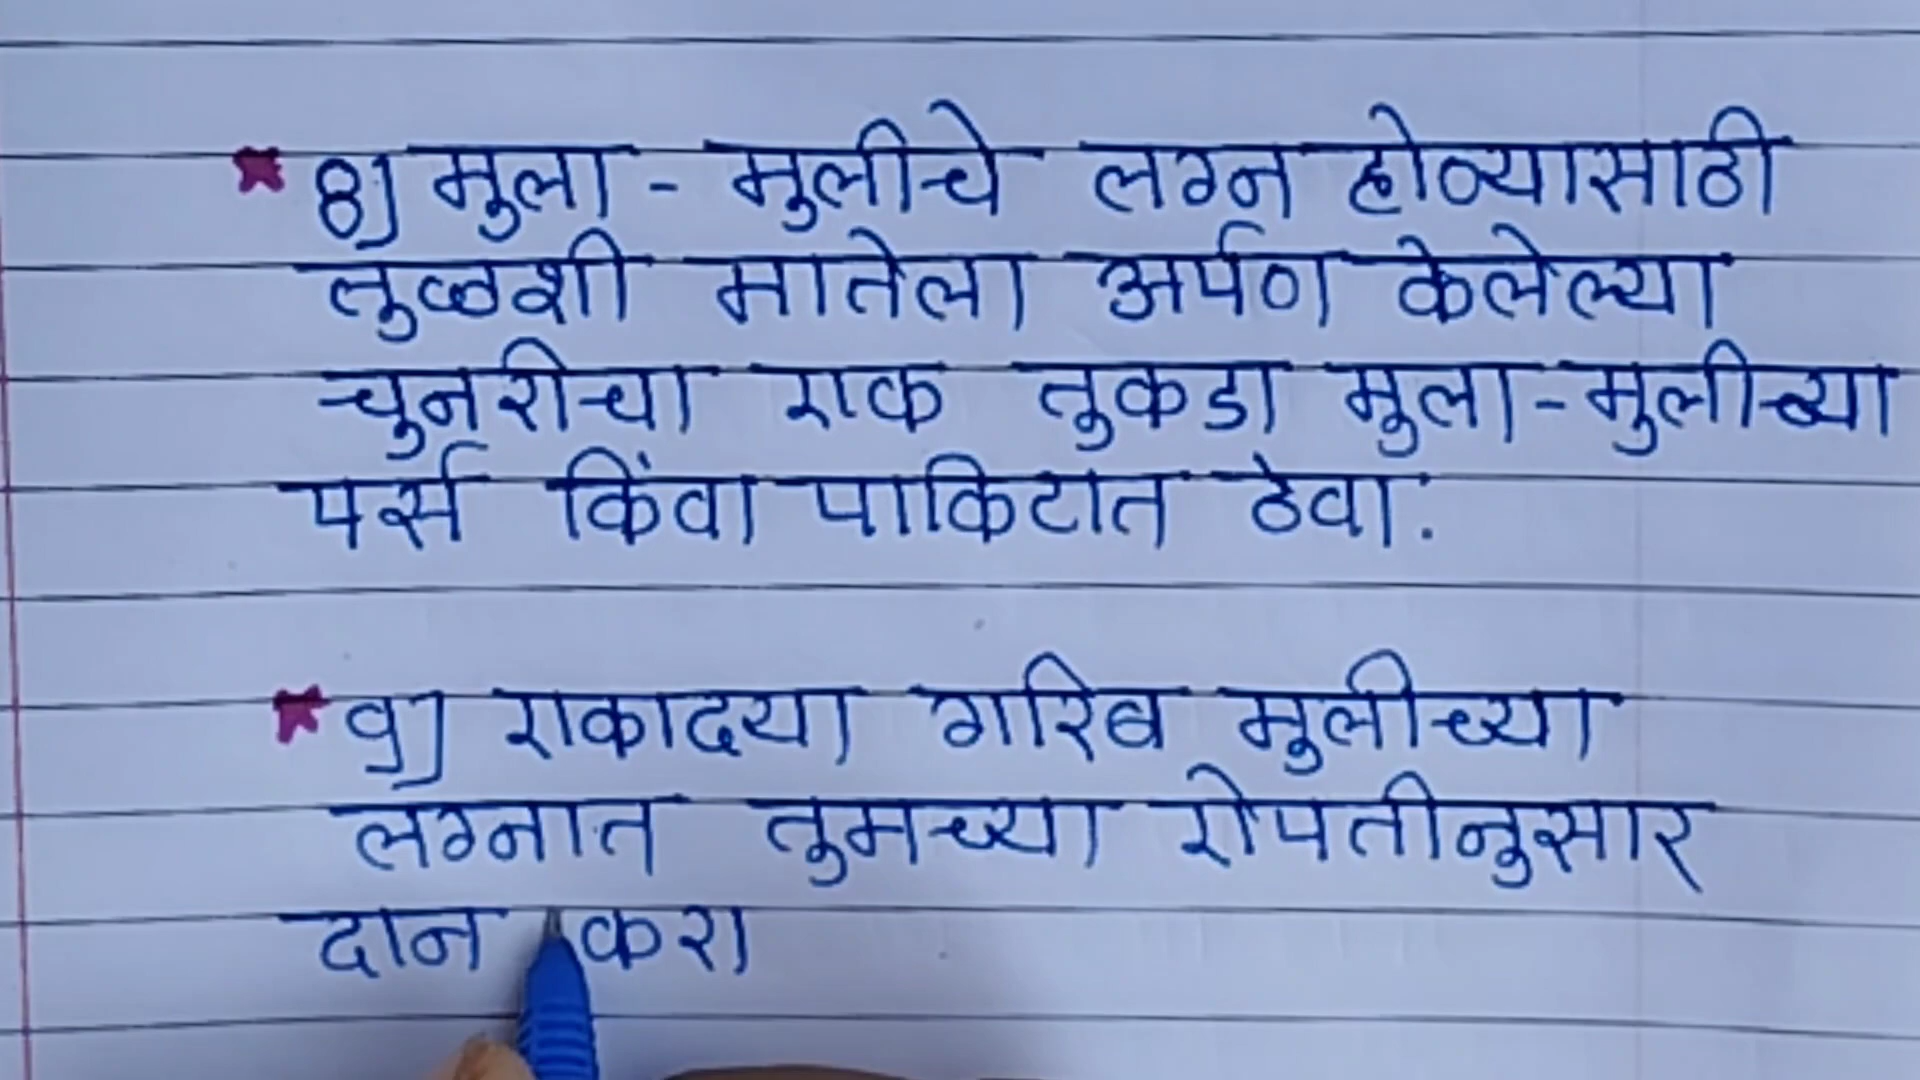 8] मुला - मुलीचे लग्न होण्यासाठी
तुळशी मातेला अर्पण केलेल्या
चुनरीचा एक तुकडा मुला-मुलीच्या
पर्स किंवा पाकिटात ठेवा.
9] एकादया गरिब मुलीच्या
लग्नात तुमच्या ऐपतीनुसार
दान करा